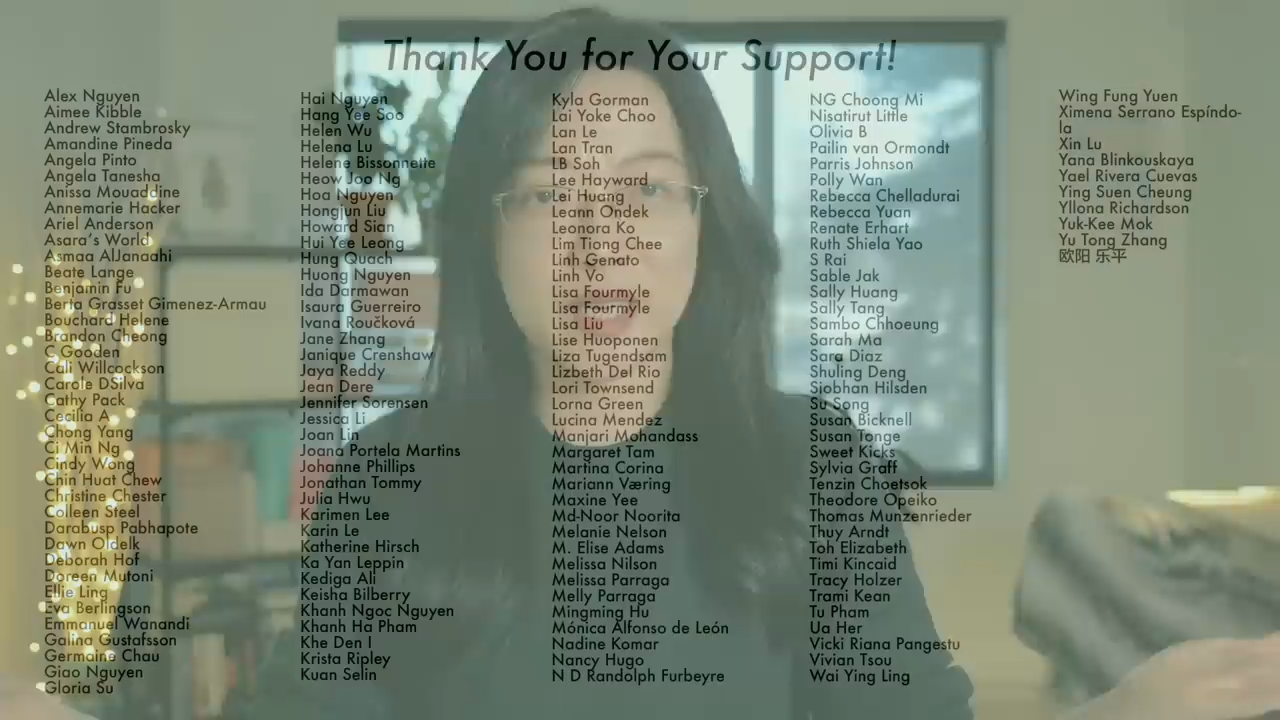 Thank You for Your Support!
Alex Nguyen
Aimee Kibble
Andrew Stambrosky
Amandine Pineda
Angela Pinto
Angela Tanesha
Anissa Mouaddine
Annemarie Hacker
Ariel Anderson
Asara's World
Asmaa AlJanaahi
Beate Lange
Benjamin Fu
Berta Grasset Gimenez-Armau
Bouchard Helene
Brandon Cheong
C Gooden
Cali Willcockson
Carole DSilva
Cathy Pack
Cecilia A
Chong Yang
Ci Min Ng
Cindy Wong
Chin Huat Chew
Christine Chester
Colleen Steel
Darabusp Pabhapote
Dawn Oldelk
Deborah Hof
Doreen Mutoni
Ellie Ling
Eva Berlingson
Emmanuel Wanandi
Galina Gustafsson
Germaine Chau
Giao Nguyen
Gloria Su
Hai Nguyen
Hang Yee Soo
Helen Wu
Helena Lu
Helene Bissonnette
Heow Joo Ng
Hoa Nguyen
Hongjun Liu
Howard Sian
Hui Yee Leong
Hung Quach
Huong Nguyen
Ida Darmawan
Isaura Guerreiro
Ivana Roučková
Jane Zhang
Janique Crenshaw
Jaya Reddy
Jean Dere
Jennifer Sorensen
Jessica Li
Joan Lin
Joana Portela Martins
Johanne Phillips
Jonathan Tommy
Julia Hwu
Karimen Lee
Karin Le
Katherine Hirsch
Ka Yan Leppin
Kediga Ali
Keisha Bilberry
Khanh Ngoc Nguyen
Khanh Ha Pham
Khe Den I
Krista Ripley
Kuan Selin
Kyla Gorman
Lai Yoke Choo
Lan Le
Lan Tran
LB Soh
Lee Hayward
Lei Huang
Leann Ondek
Leonora Ko
Lim Tiong Chee
Linh Genato
Linh Vo
Lisa Fourmyle
Lisa Fourmyle
Lisa Liu
Lise Huoponen
Liza Tugendsam
Lizbeth Del Rio
Lori Townsend
Lorna Green
Lucina Mendez
Manjari Mohandass
Margaret Tam
Martina Corina
Mariann Væring
Maxine Yee
Md-Noor Noorita
Melanie Nelson
M. Elise Adams
Melissa Nilson
Melissa Parraga
Melly Parraga
Mingming Hu
Mónica Alfonso de León
Nadine Komar
Nancy Hugo
N D Randolph Furbeyre
NG Choong Mi
Nisatirut Little
Olivia B
Pailin van Ormondt
Parris Johnson
Polly Wan
Rebecca Chelladurai
Rebecca Yuan
Renate Erhart
Ruth Shiela Yao
S Rai
Sable Jak
Sally Huang
Sally Tang
Sambo Chhoeung
Sarah Ma
Sara Diaz
Shuling Deng
Siobhan Hilsden
Su Song
Susan Bicknell
Susan Tonge
Sweet Kicks
Sylvia Graff
Tenzin Choetsok
Theodore Opeiko
Thomas Munzenrieder
Thuy Arndt
Toh Elizabeth
Timi Kincaid
Tracy Holzer
Trami Kean
Tu Pham
Ua Her
Vicki Riana Pangestu
Vivian Tsou
Wai Ying Ling
Wing Fung Yuen
Ximena Serrano Espíndo-
la
Xin Lu
Yana Blinkouskaya
Yael Rivera Cuevas
Ying Suen Cheung
Yllona Richardson
Yuk-Kee Mok
Yu Tong Zhang
欧阳 乐平